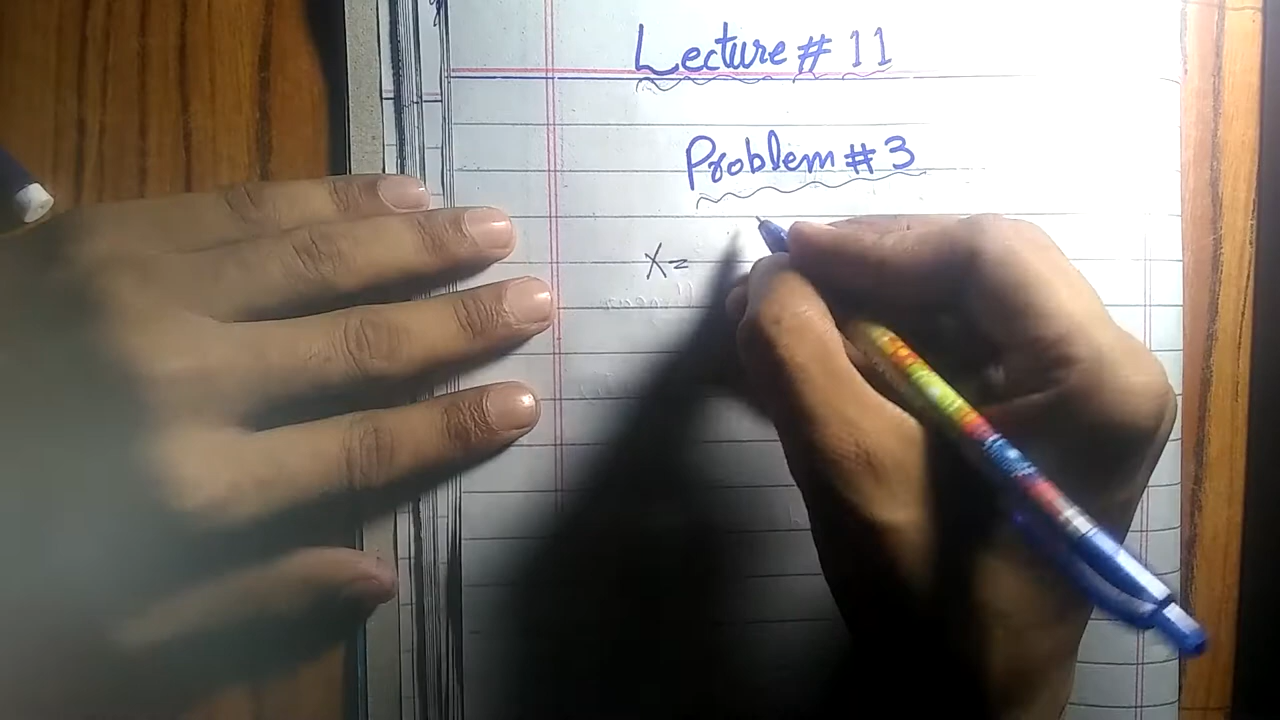 Lecture # 11
Problem # 3
X=